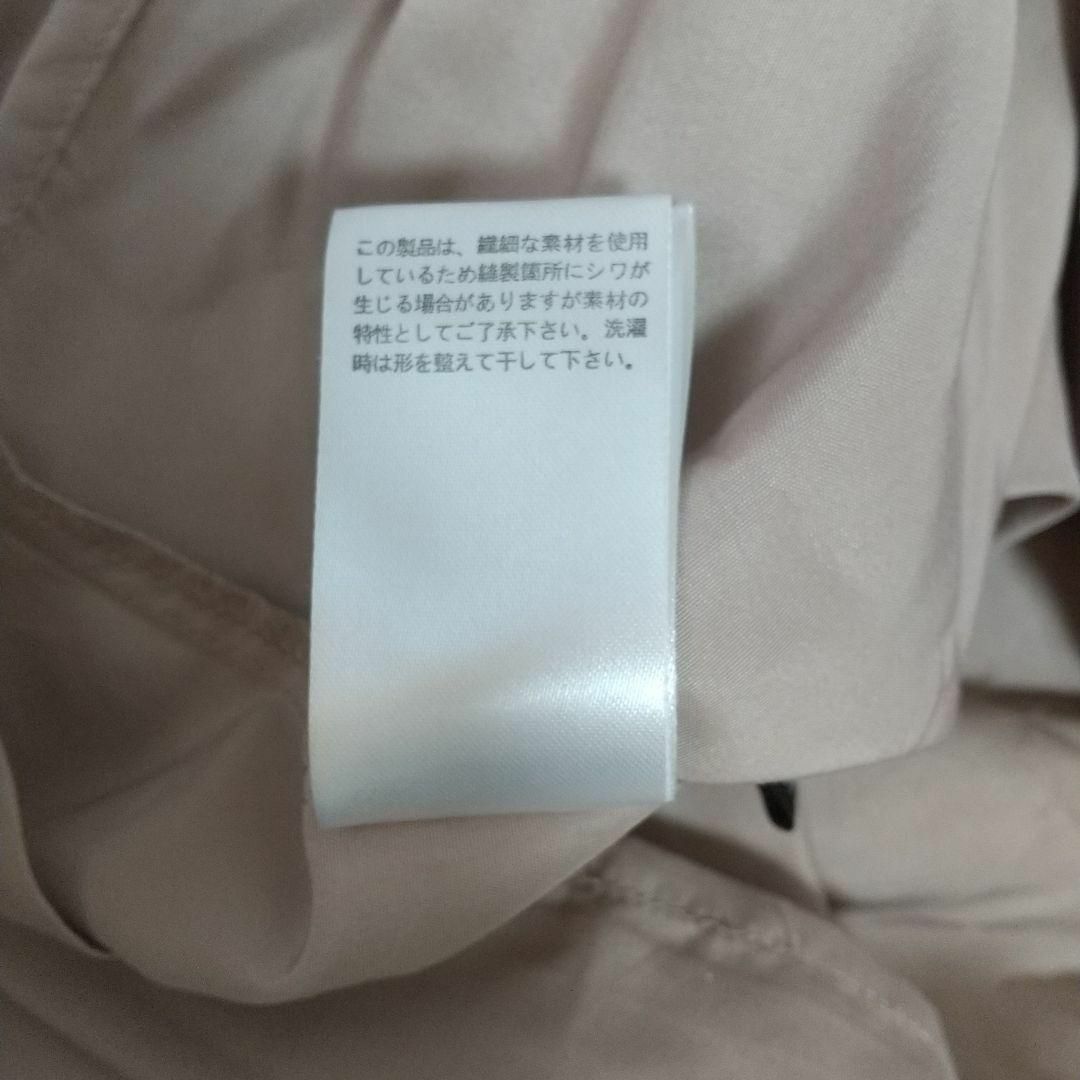 この製品は、繊細な素材を使用
しているため縫製箇所にシワが
生じる場合がありますが素材の
特性としてご了承下さい。洗濯
時は形を整えて干して下さい。